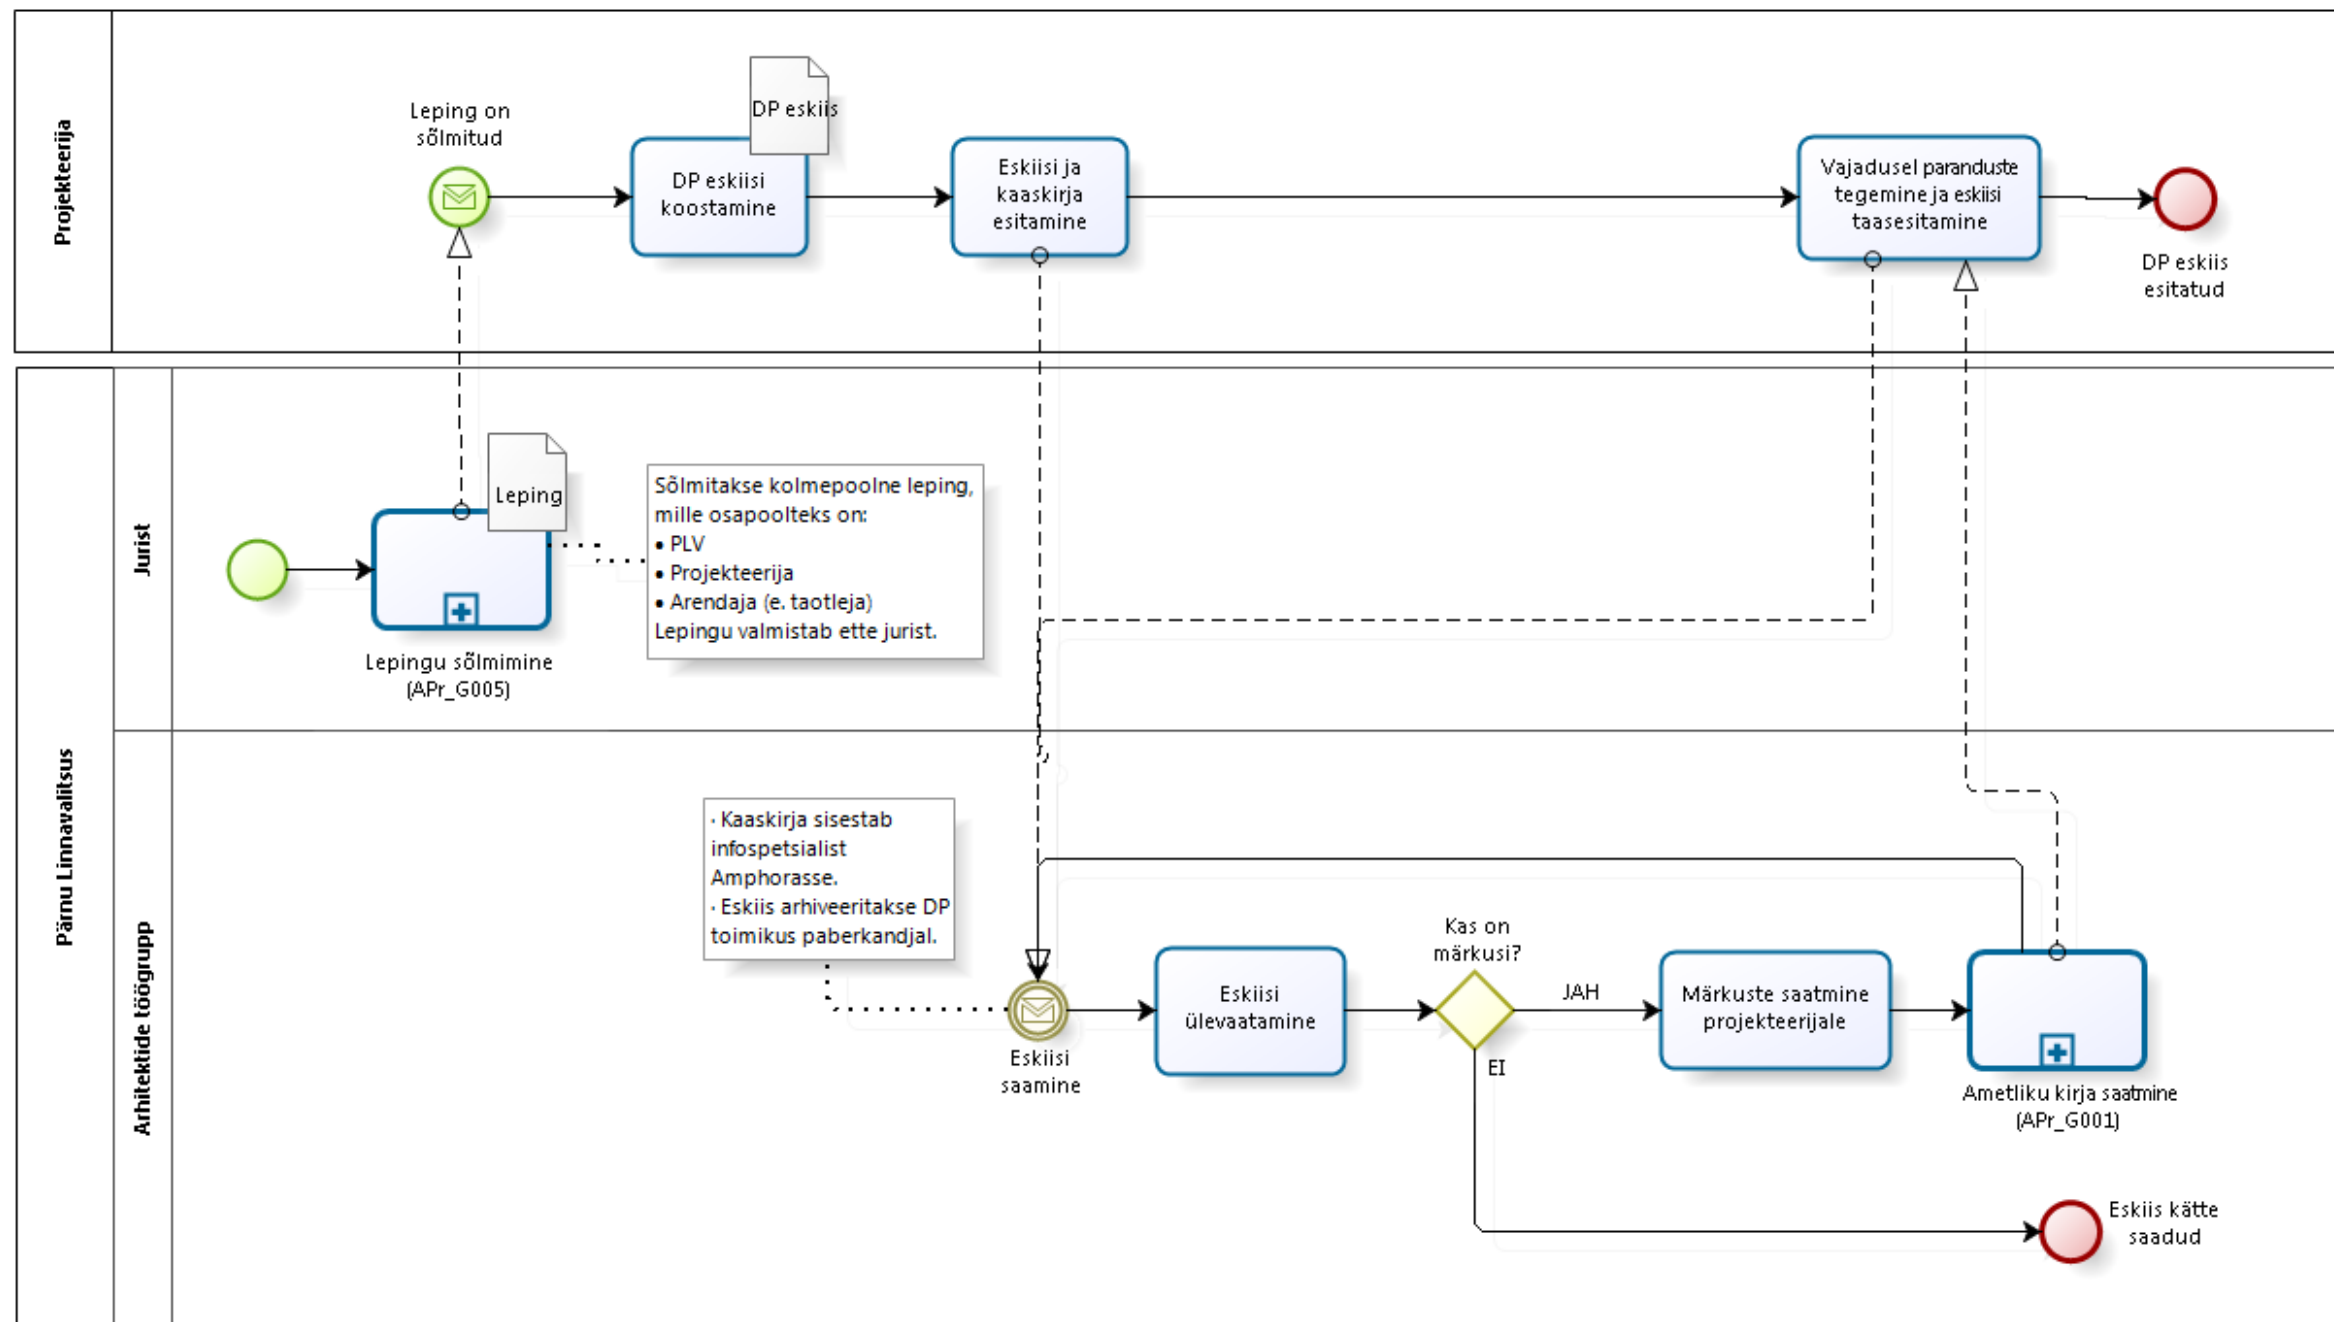 Projekteerija
Leping on
sõlmitud
DP eskiis
DP eskiisi
koostamine
Eskiisi ja
kaaskirja
esitamine
Vajadusel paranduste
tegemine ja eskiisi
taasesitamine
DP eskiis
esitatud
Pärnu Linnavalitsus
Jurist
Leping
Lepingu sõlmimine
(APr_G005)
Sõlmitakse kolmepoolne leping,
mille osapoolteks on:
• PLV
• Projekteerija
• Arendaja (e. taotleja)
Lepingu valmistab ette jurist.
Arhitektide töögrupp
· Kaaskirja sisestab
infospetsialist
Amphorasse.
· Eskiis arhiveeritakse DP
toimikus paberkandjal.
Eskiisi
saamine
Eskiisi
ülevaatamine
Kas on
märkusi?
JAH
EI
Märkuste saatmine
projekteerijale
Ametliku kirja saatmine
(APr_G001)
Eskiis kätte
saadud